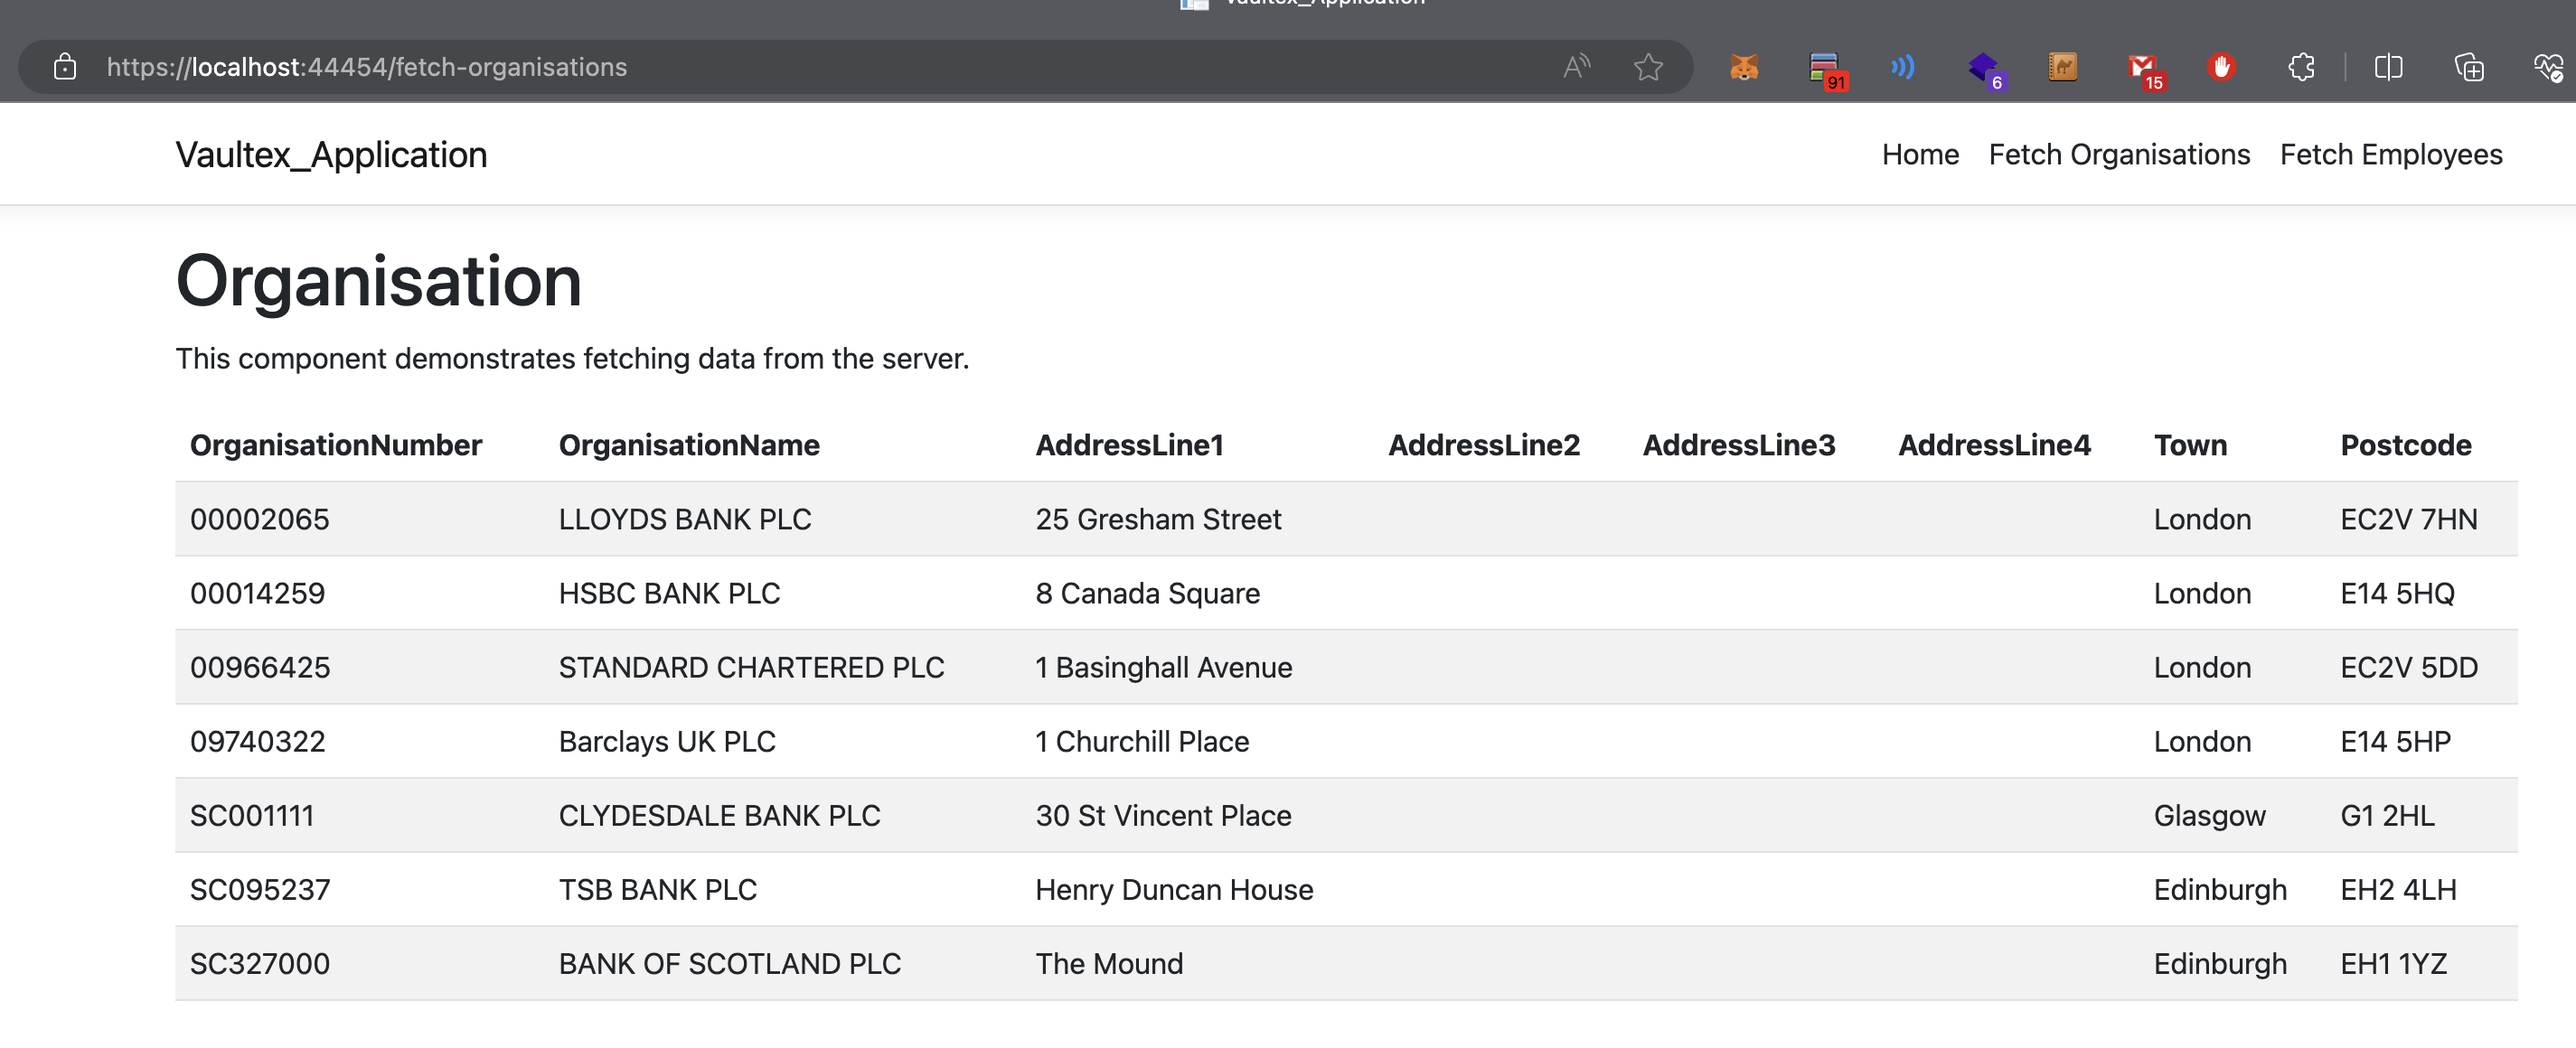 Vaultex_Application
https://localhost:44454/fetch-organisations
91
6
15
Vaultex_Application Home Fetch Organisations Fetch Employees
Organisation
This component demonstrates fetching data from the server.
OrganisationNumber OrganisationName AddressLine1 AddressLine2 AddressLine3 AddressLine4 Town Postcode
00002065 LLOYDS BANK PLC 25 Gresham Street London EC2V 7HN
00014259 HSBC BANK PLC 8 Canada Square London E14 5HQ
00966425 STANDARD CHARTERED PLC 1 Basinghall Avenue London EC2V 5DD
09740322 Barclays UK PLC 1 Churchill Place London E14 5HP
SC001111 CLYDESDALE BANK PLC 30 St Vincent Place Glasgow G1 2HL
SC095237 TSB BANK PLC Henry Duncan House Edinburgh EH2 4LH
SC327000 BANK OF SCOTLAND PLC The Mound Edinburgh EH1 1YZ